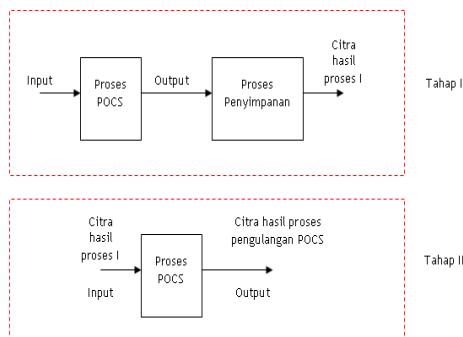 Citra
hasil
proses I
Input
Proses
POCS
Output
Proses
Penyimpanan
Tahap I
Citra
hasil
proses I
Input
Proses
POCS
Citra hasil proses
pengulangan POCS
Output
Tahap II